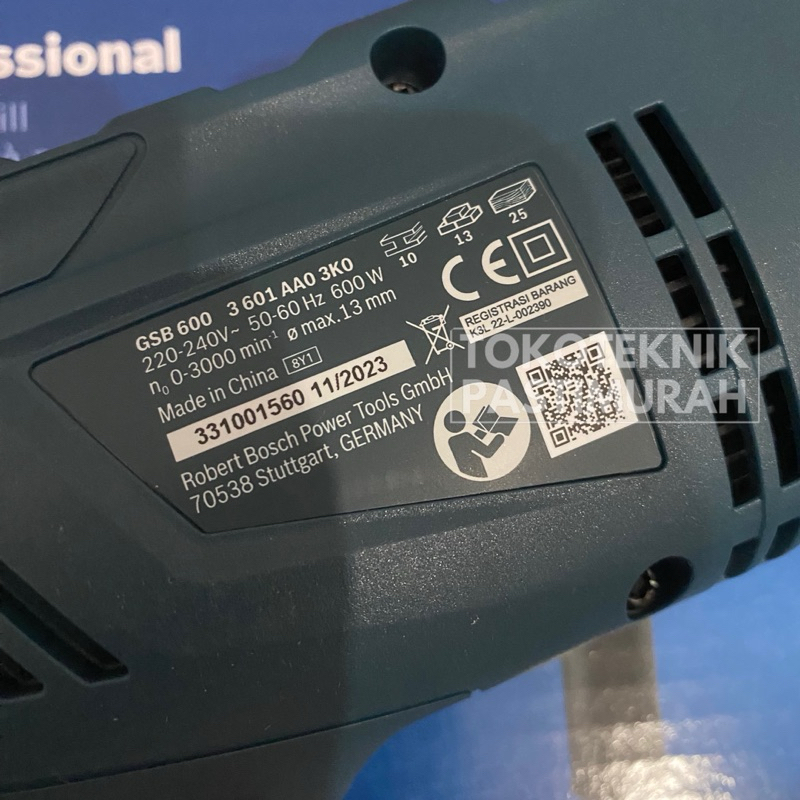 ssional
ill
GSB 600 3 601 AA0 3K0
220-240V~ 50-60 Hz 600 W
n₀ 0-3000 min⁻¹ ø max. 13 mm
Made in China 8Y1
331001560 11/2023
Robert Bosch Power Tools GmbH
70538 Stuttgart, GERMANY
10
13
25
CE
REGISTRASI BARANG
K3L 22-L-002390
TOKOTEKNIK
PASTIMURAH